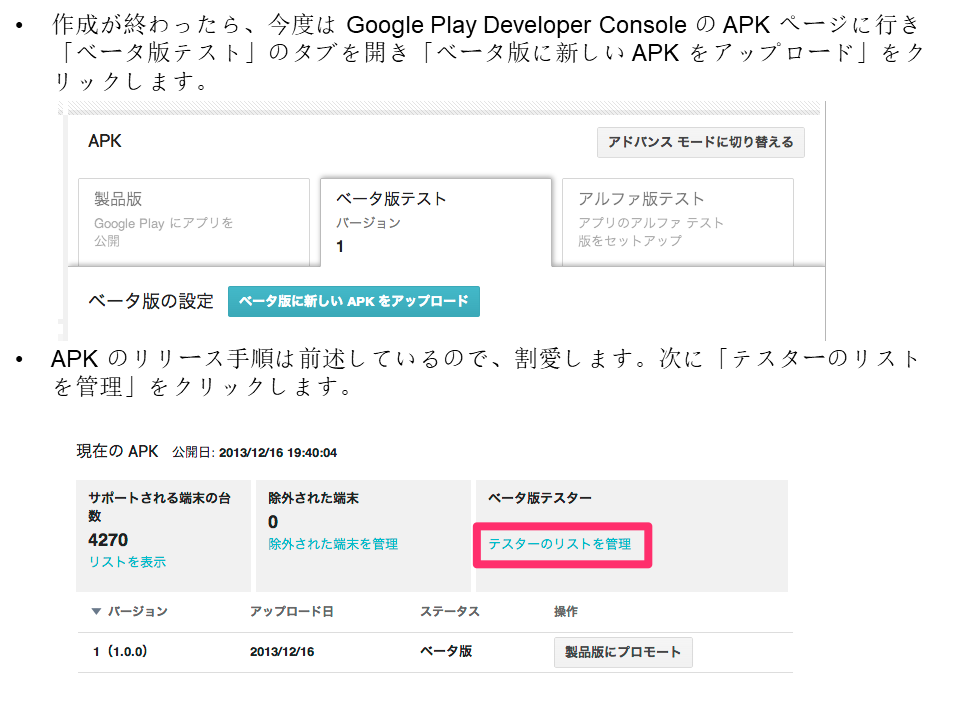 • 作成が終わったら、今度は Google Play Developer Console の APK ページに行き
「ベータ版テスト」のタブを開き「ベータ版に新しい APK をアップロード」をク
リックします。
APK アドバンス モードに切り替える
製品版 ベータ版テスト アルファ版テスト
Google Play にアプリを バージョン アプリのアルファ テスト
公開 1 版をセットアップ
ベータ版の設定 ベータ版に新しい APK をアップロード
• APK のリリース手順は前述しているので、割愛します。次に「テスターのリスト
を管理」をクリックします。
現在の APK 公開日: 2013/12/16 19:40:04
サポートされる端末の台 除外された端末 ベータ版テスター
数
4270 0
リストを表示 除外された端末を管理 テスターのリストを管理
▼ バージョン アップロード日 ステータス 操作
1（1.0.0） 2013/12/16 ベータ版 製品版にプロモート